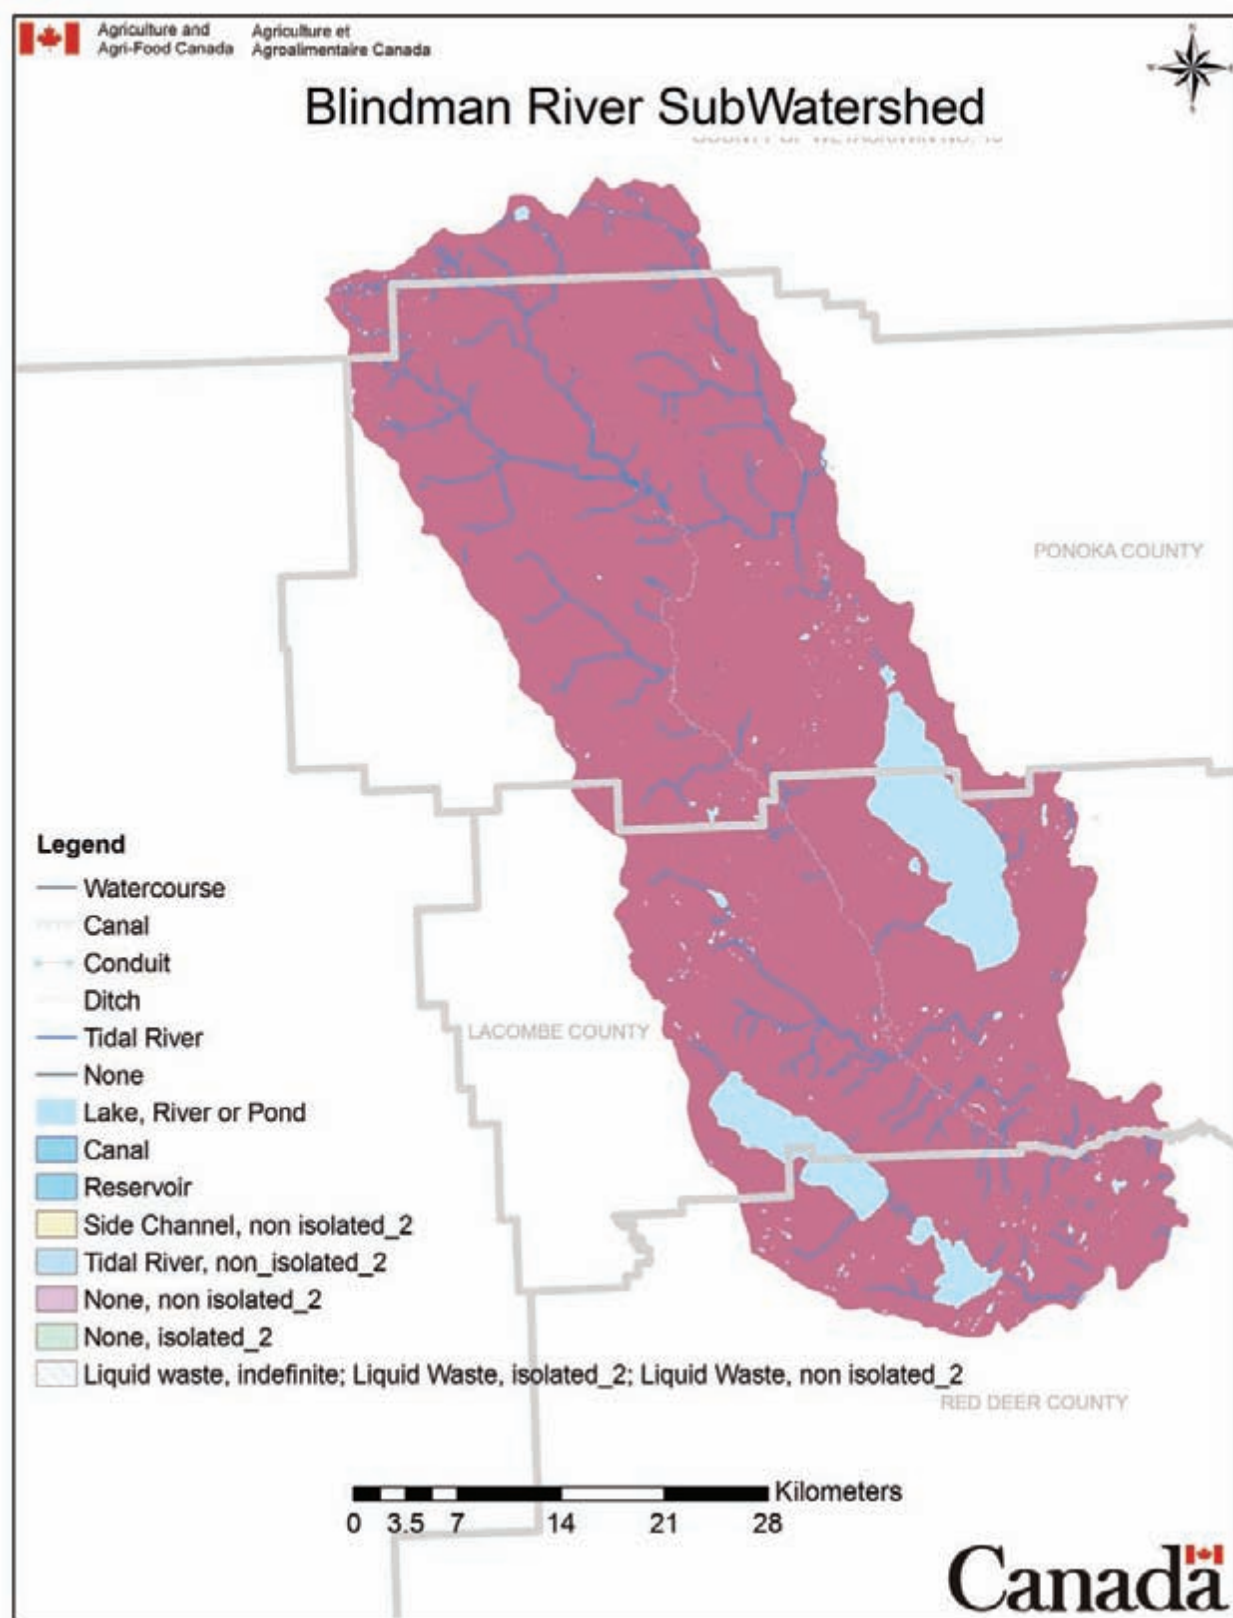 Agriculture and Agriculture et
Agri-Food Canada Agroalimentaire Canada
Blindman River SubWatershed
PONOKA COUNTY
Legend
Watercourse
Canal
Conduit
Ditch
Tidal River
None
Lake, River or Pond
Canal
Reservoir
Side Channel, non isolated_2
Tidal River, non_isolated_2
None, non isolated_2
None, isolated_2
Liquid waste, indefinite; Liquid Waste, isolated_2; Liquid Waste, non isolated_2
LACOMBE COUNTY
RED DEER COUNTY
Kilometers
0 3.5 7 14 21 28
Canada